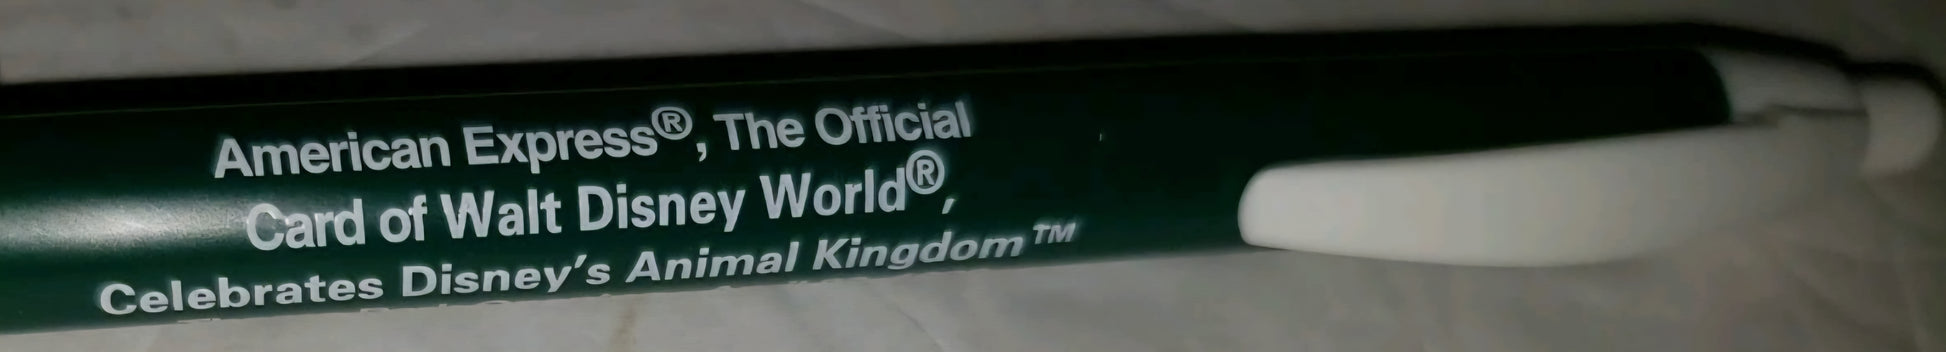 American Express®, The Official
Card of Walt Disney World®,
Celebrates Disney's Animal Kingdom™